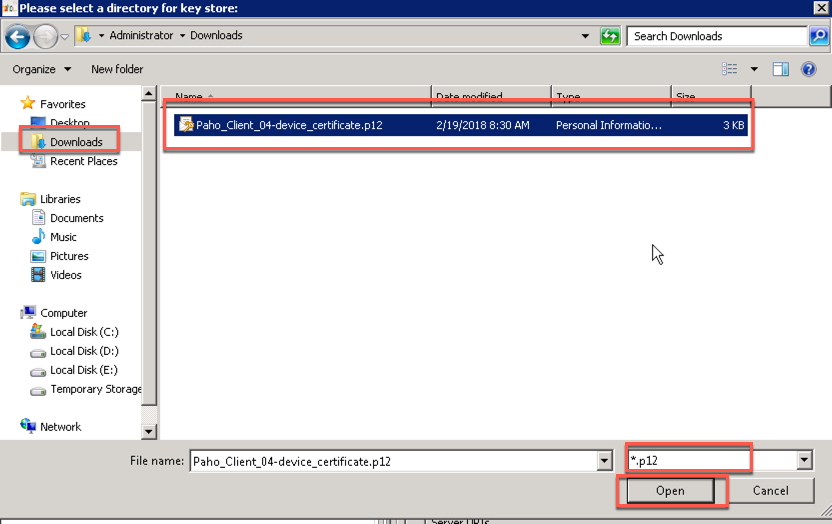 Please select a directory for key store:
Administrator Downloads
Search Downloads
Organize New folder
Name Date modified Type Size
Favorites
Desktop
Downloads
Recent Places
Libraries
Documents
Music
Pictures
Videos
Computer
Local Disk (C:)
Local Disk (D:)
Local Disk (E:)
Temporary Storage
Network
Paho_Client_04-device_certificate.p12 2/19/2018 8:30 AM Personal Informatio... 3 KB
File name: Paho_Client_04-device_certificate.p12 *.p12
Open Cancel
Server URIs